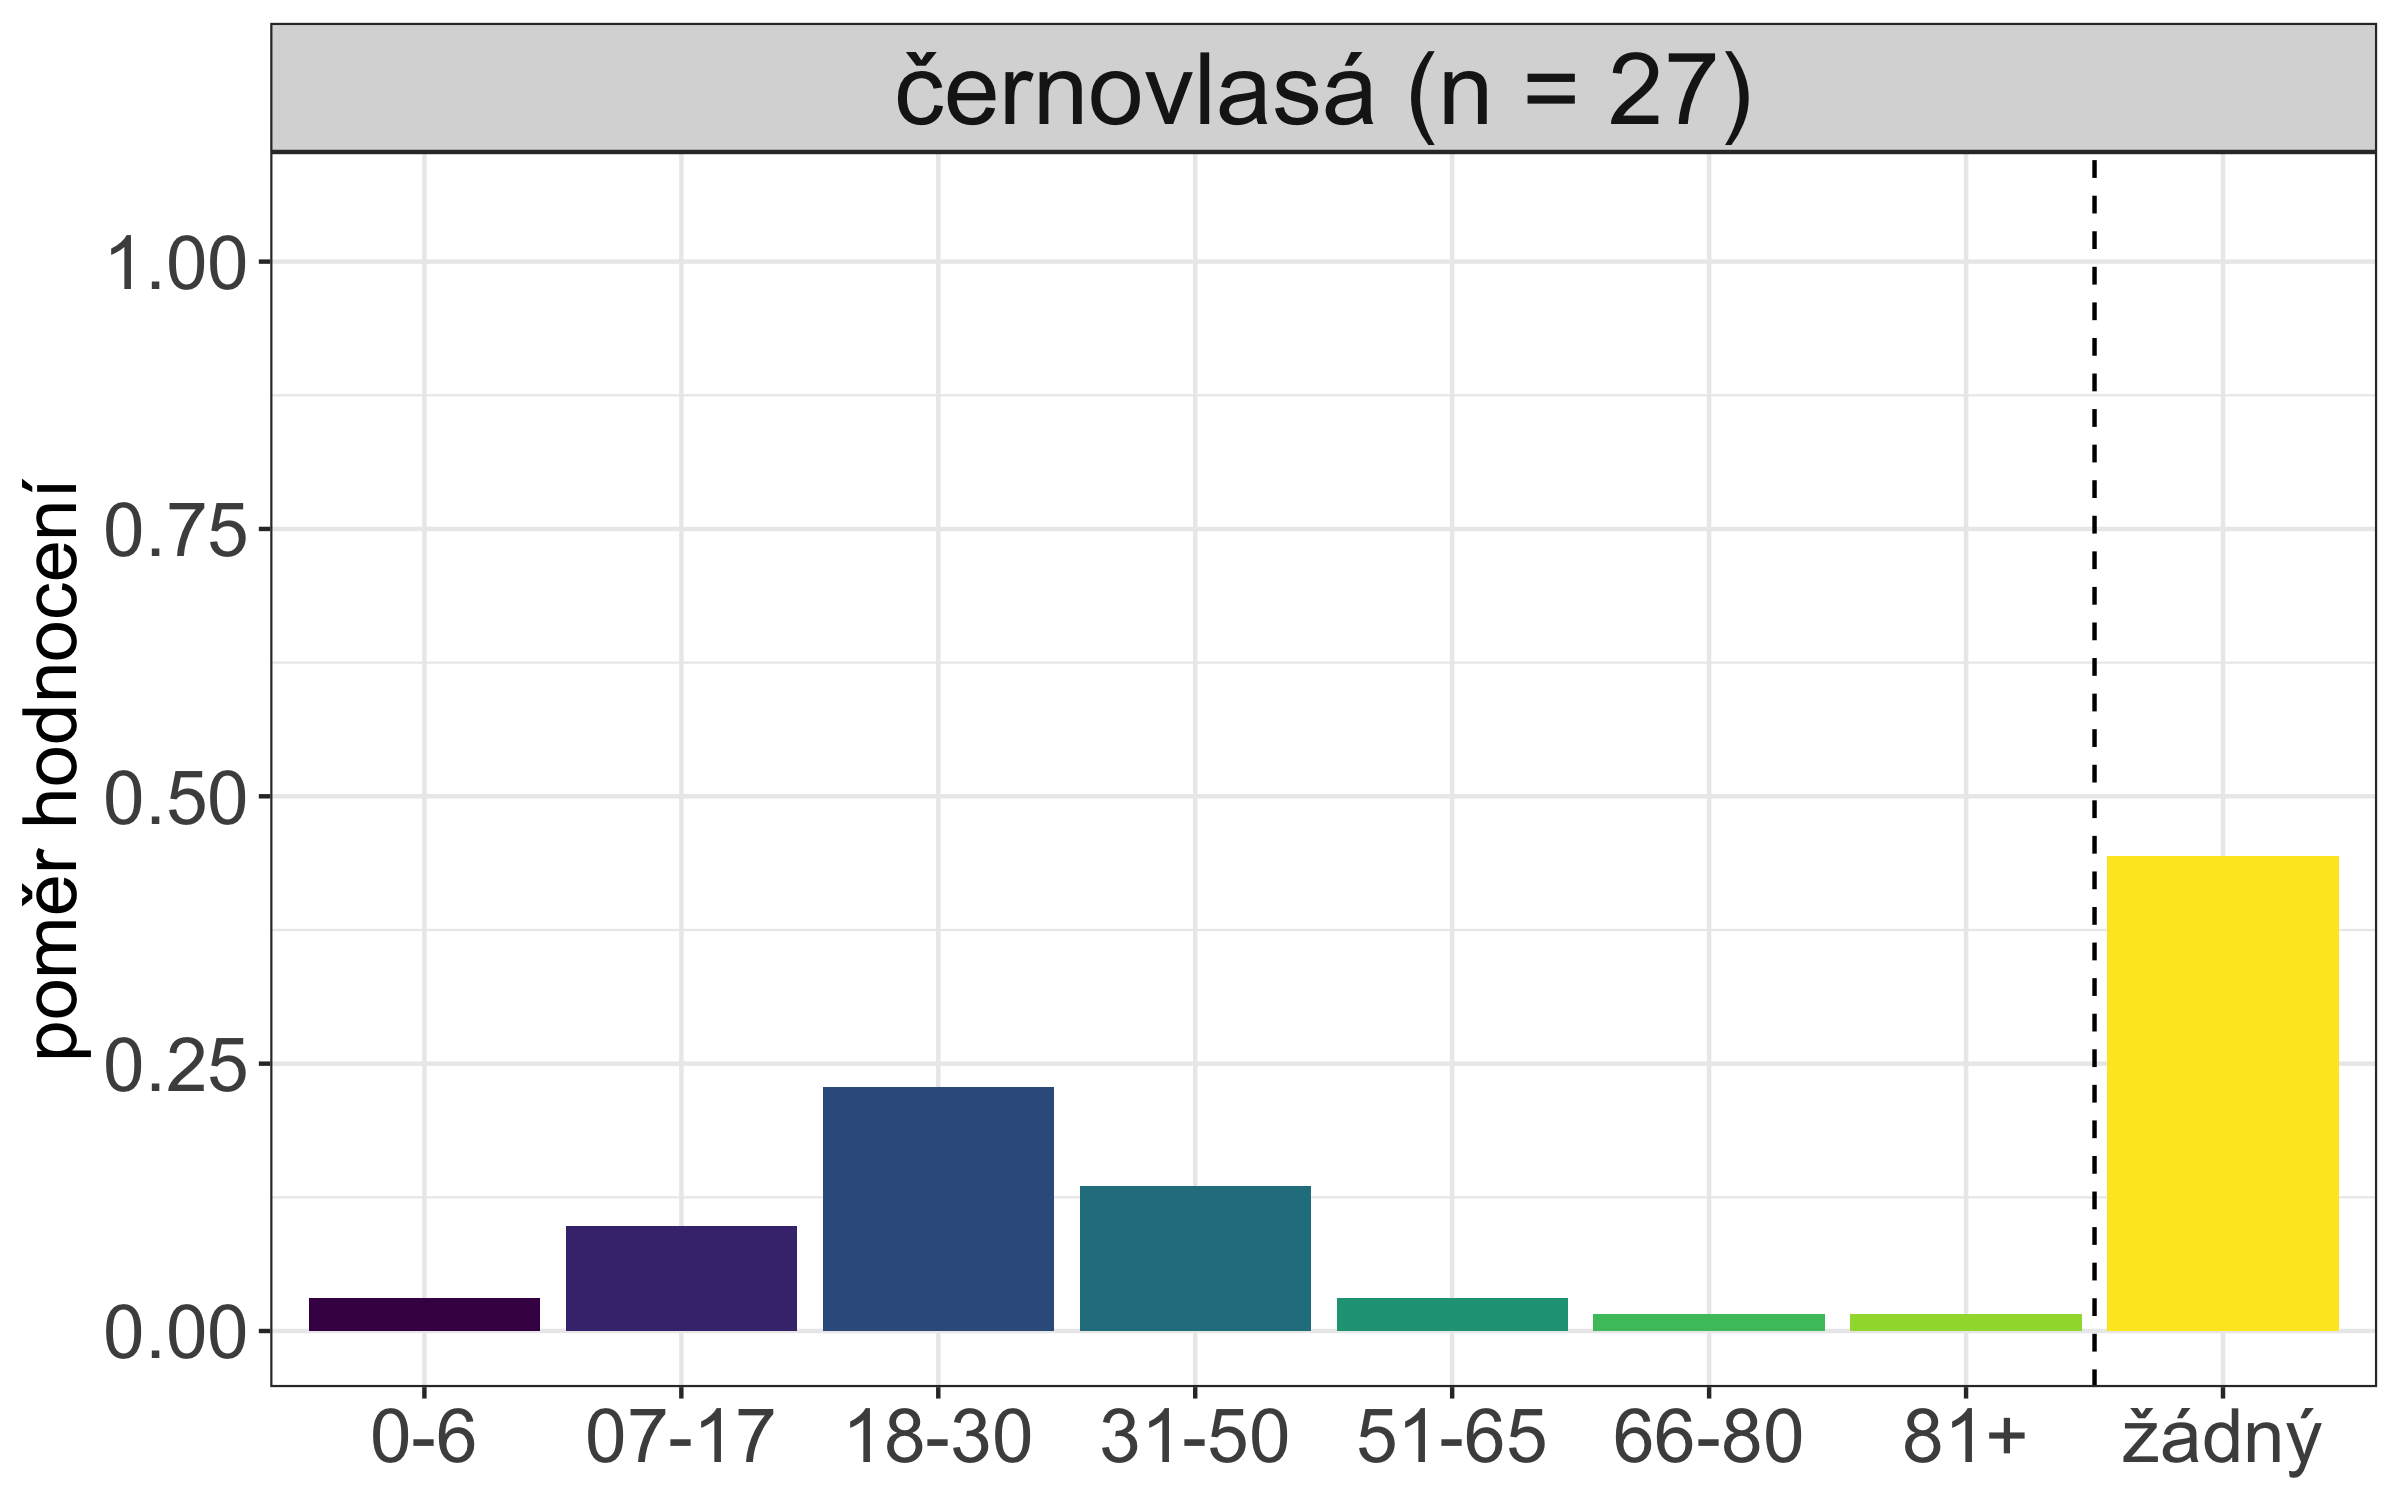 černovlasá (n = 27)
poměr hodnocení
1.00
0.75
0.50
0.25
0.00
0-6 07-17 18-30 31-50 51-65 66-80 81+ žádný